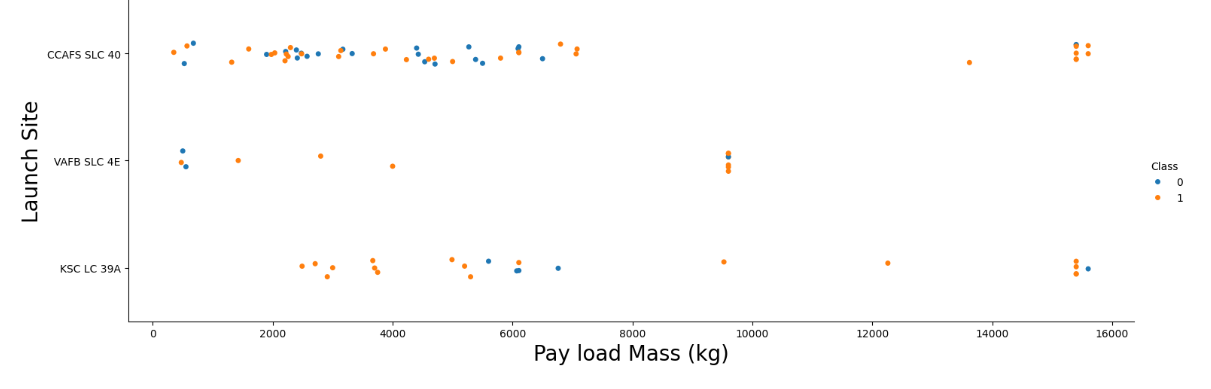 Launch Site
CCAFS SLC 40
VAFB SLC 4E
KSC LC 39A
0 2000 4000 6000 8000 10000 12000 14000 16000
Pay load Mass (kg)
Class
0
1